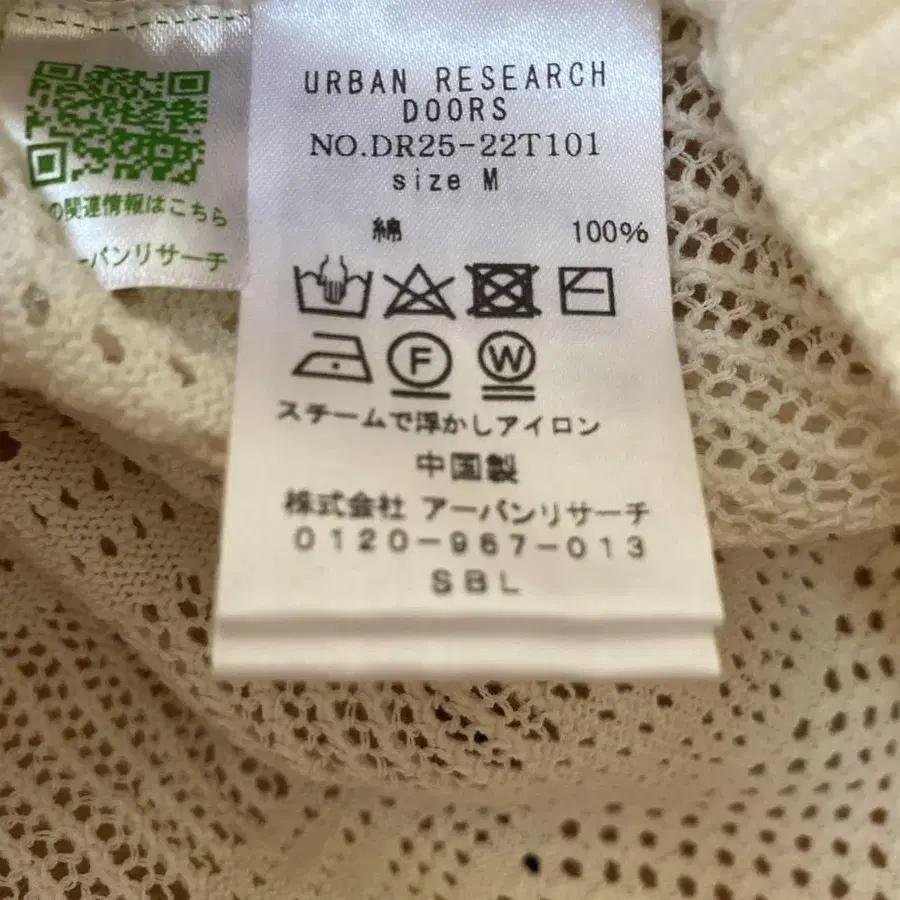 URBAN RESEARCH
DOORS
NO.DR25-22T101
size M
綿 100%
F W
スチームで浮かしアイロン
中国製
株式会社 アーバンリサーチ
0120-967-013
SBL
の関連情報はこちら
ーバンリサーチ